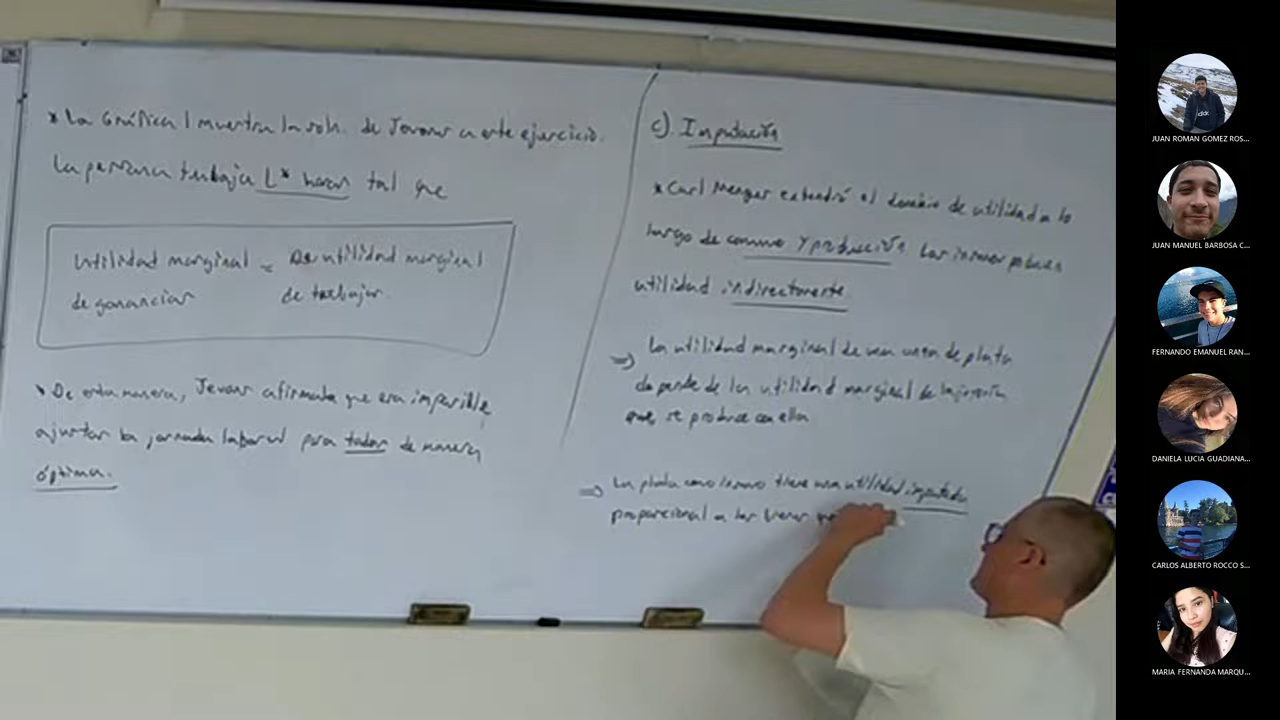 * La Gráfica 1 muestra la soln. de Jevons a este ejercicio.
La persona trabaja L* horas tal que
Utilidad marginal = Desutilidad marginal
de ganancias de trabajar.
* De esta manera, Jevons afirmaba que era imposible
ajustar la jornada laboral para todos de manera
óptima.
c). Imputación
* Carl Menger extendió el dominio de utilidad a lo
largo de consumo y producción. Los insumos poseen
utilidad indirectamente
=> La utilidad marginal de una onza de plata
depende de la utilidad marginal de la joyería
que se produce con ella
=> La plata como insumo tiene una utilidad imputada
proporcional a los bienes
JUAN ROMAN GOMEZ ROS...
JUAN MANUEL BARBOSA C...
FERNANDO EMANUEL RAN...
DANIELA LUCIA GUADIANA...
CARLOS ALBERTO ROCCO S...
MARIA FERNANDA MARQU...